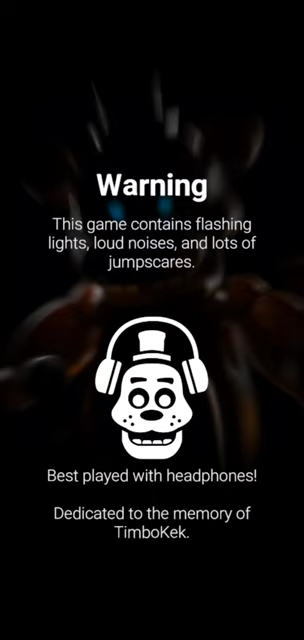 Warning
This game contains flashing
lights, loud noises, and lots of
jumpscares.
Best played with headphones!
Dedicated to the memory of
TimboKek.